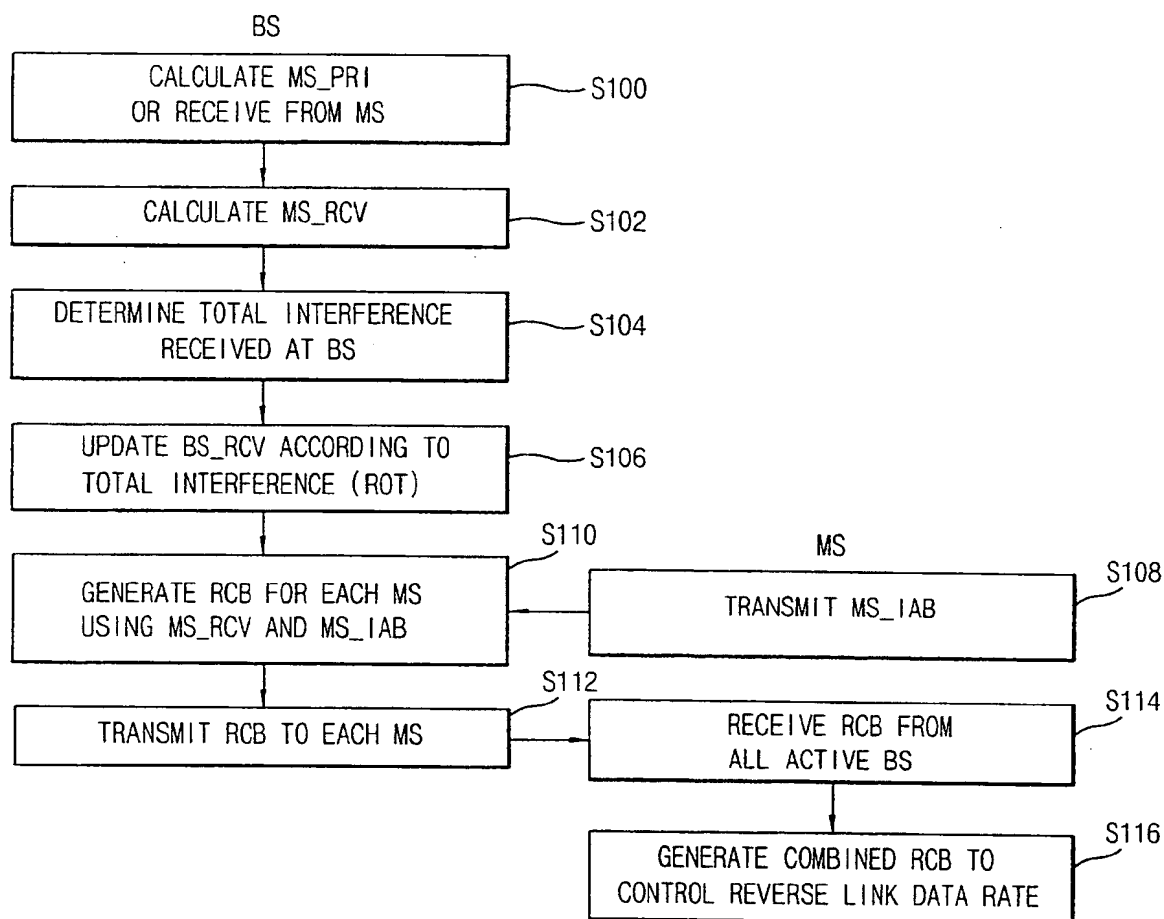 BS
CALCULATE MS_PRI
OR RECEIVE FROM MS
S100
CALCULATE MS_RCV
S102
DETERMINE TOTAL INTERFERENCE
RECEIVED AT BS
S104
UPDATE BS_RCV ACCORDING TO
TOTAL INTERFERENCE (ROT)
S106
S110
GENERATE RCB FOR EACH MS
USING MS_RCV AND MS_IAB
MS
S108
TRANSMIT MS_IAB
S112
TRANSMIT RCB TO EACH MS
S114
RECEIVE RCB FROM
ALL ACTIVE BS
S116
GENERATE COMBINED RCB TO
CONTROL REVERSE LINK DATA RATE